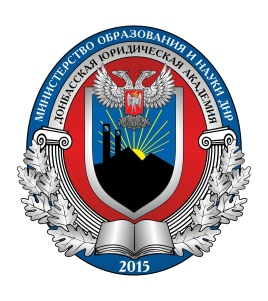 МИНИСТЕРСТВО ОБРАЗОВАНИЯ И НАУКИ ДНР
ДОНБАССКАЯ ЮРИДИЧЕСКАЯ АКАДЕМИЯ
2015